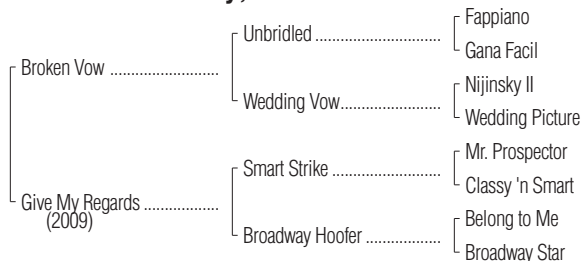 Fappiano
Unbridled
Gana Facil
Broken Vow
Nijinsky II
Wedding Vow
Wedding Picture
Mr. Prospector
Smart Strike
Classy 'n Smart
Give My Regards
(2009)
Belong to Me
Broadway Hoofer
Broadway Star